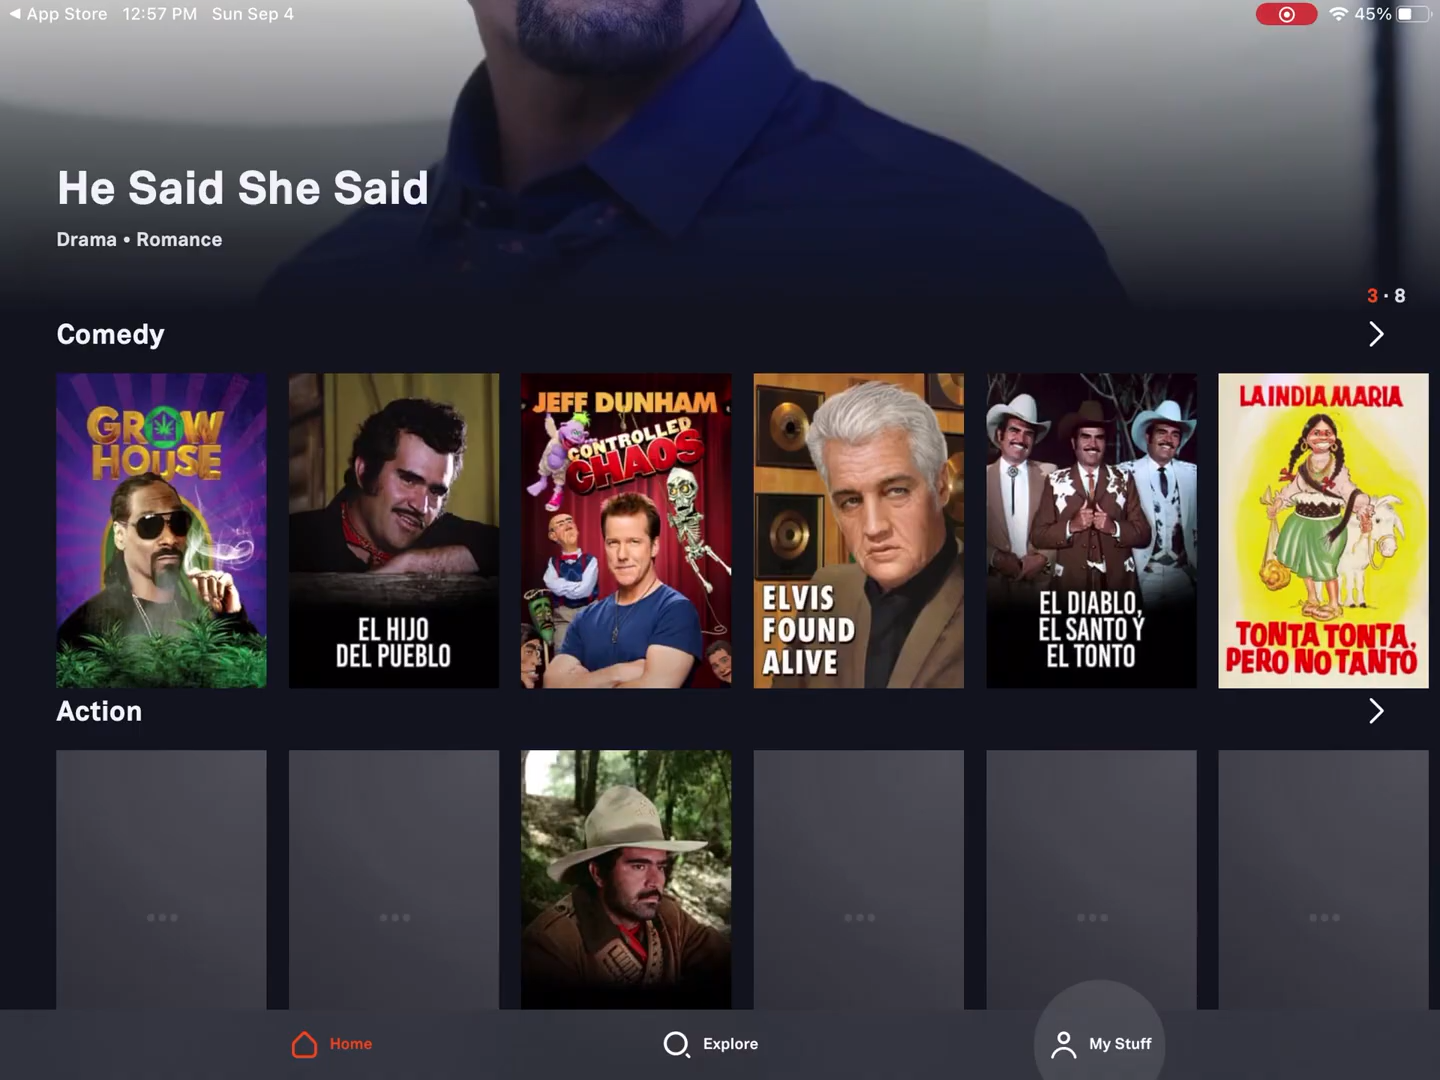 ◀ App Store 12:57 PM Sun Sep 4
45%
He Said She Said
Drama • Romance
3 · 8
Comedy
GROW
HOUSE
EL HIJO
DEL PUEBLO
JEFF DUNHAM
CONTROLLED
CHAOS
ELVIS
FOUND
ALIVE
EL DIABLO,
EL SANTO Y
EL TONTO
LA INDIA MARIA
TONTA TONTA,
PERO NO TANTO
Action
Home
Explore
My Stuff